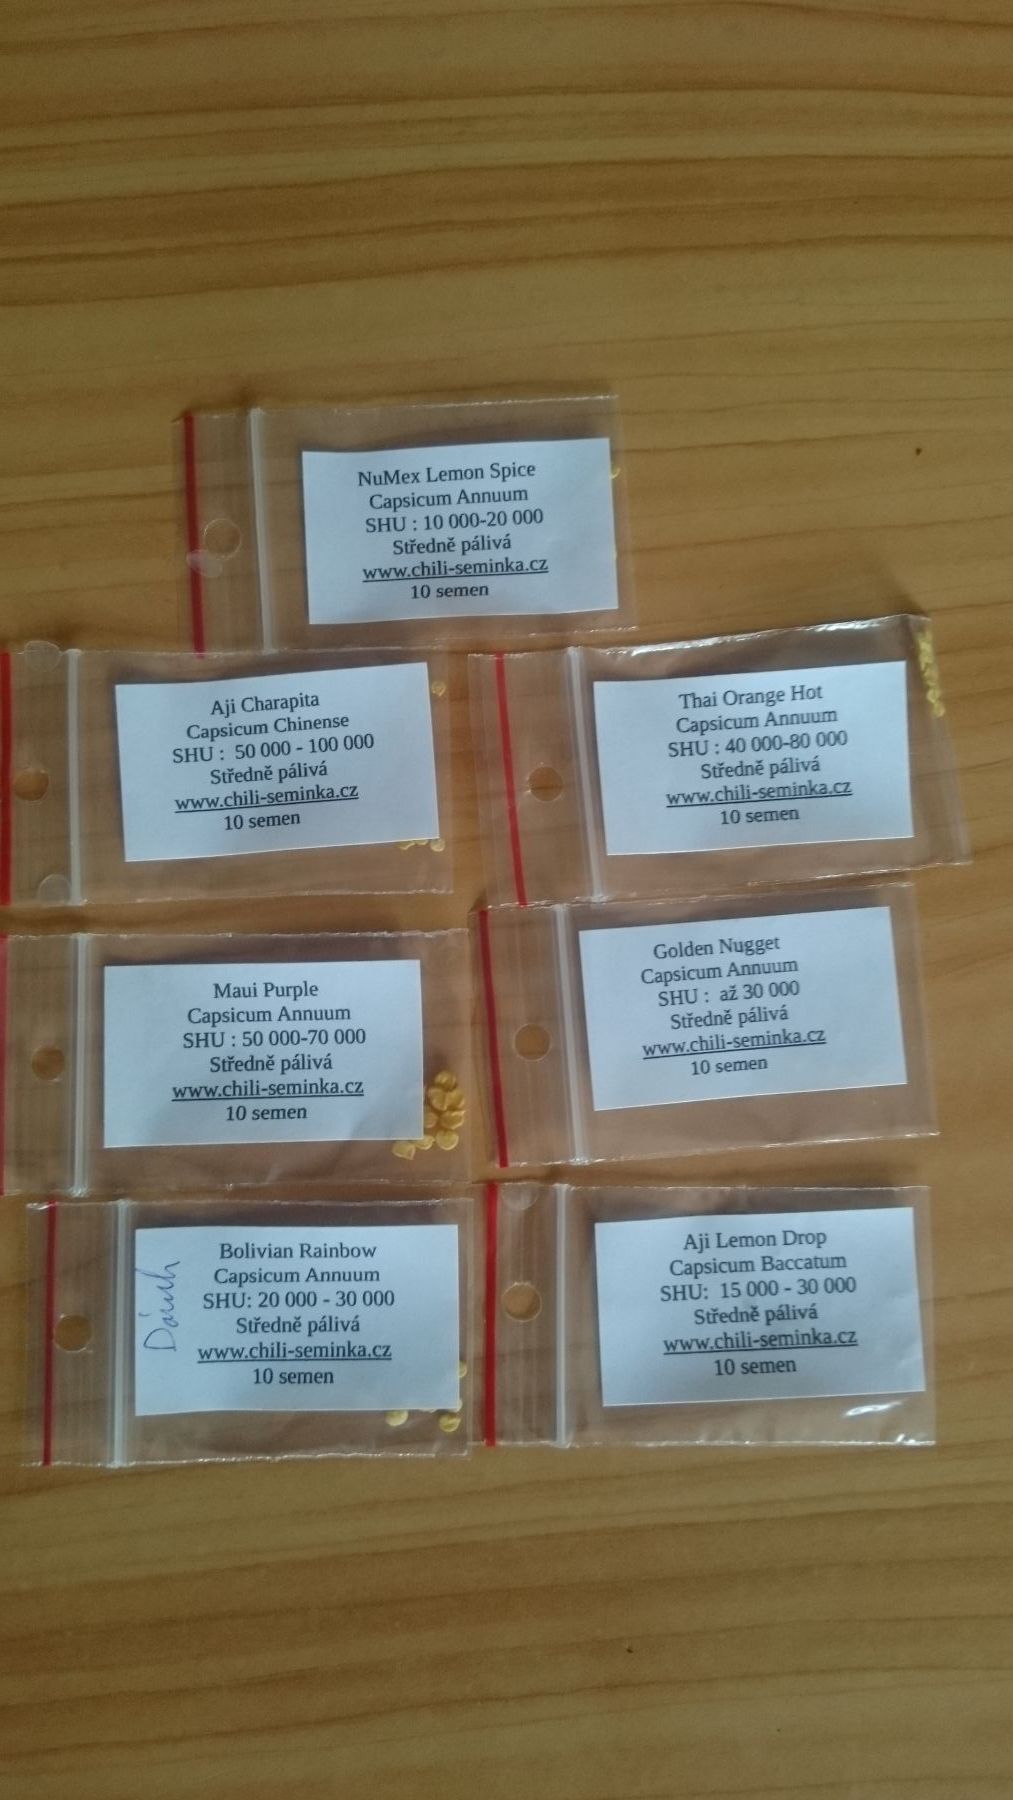 NuMex Lemon Spice
Capsicum Annuum
SHU : 10 000-20 000
Středně pálivá
www.chili-seminka.cz
10 semen
Aji Charapita
Capsicum Chinense
SHU : 50 000 - 100 000
Středně pálivá
www.chili-seminka.cz
10 semen
Thai Orange Hot
Capsicum Annuum
SHU : 40 000-80 000
Středně pálivá
www.chili-seminka.cz
10 semen
Maui Purple
Capsicum Annuum
SHU : 50 000-70 000
Středně pálivá
www.chili-seminka.cz
10 semen
Golden Nugget
Capsicum Annuum
SHU : až 30 000
Středně pálivá
www.chili-seminka.cz
10 semen
Dárek
Bolivian Rainbow
Capsicum Annuum
SHU: 20 000 - 30 000
Středně pálivá
www.chili-seminka.cz
10 semen
Aji Lemon Drop
Capsicum Baccatum
SHU: 15 000 - 30 000
Středně pálivá
www.chili-seminka.cz
10 semen